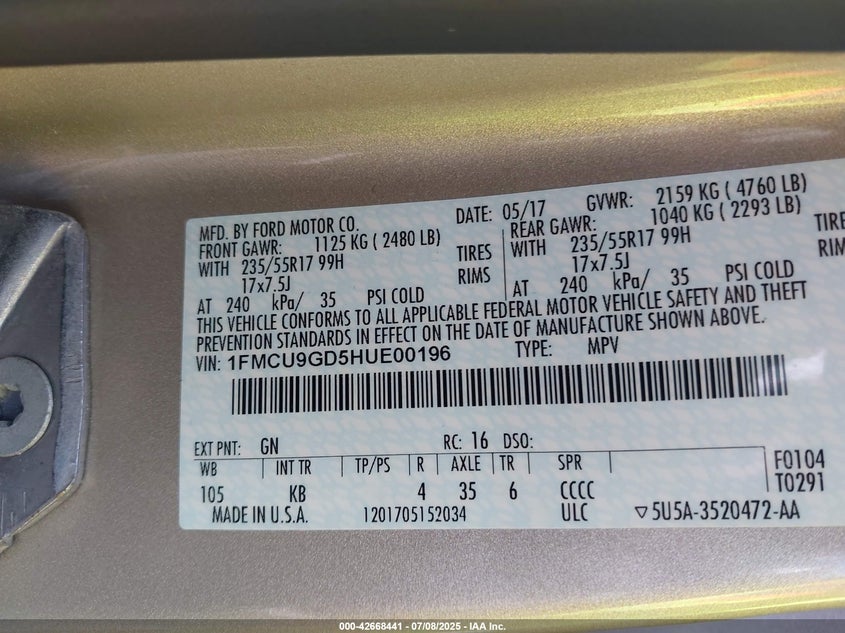 MFD. BY FORD MOTOR CO. DATE: 05/17 GVWR: 2159 KG ( 4760 LB)
FRONT GAWR: 1125 KG ( 2480 LB) REAR GAWR: 1040 KG ( 2293 LB)
WITH 235/55R17 99H TIRES WITH 235/55R17 99H TIRE
17x7.5J RIMS 17x7.5J RIM
AT 240 kPa/ 35 PSI COLD AT 240 kPa/ 35 PSI COLD
THIS VEHICLE CONFORMS TO ALL APPLICABLE FEDERAL MOTOR VEHICLE SAFETY AND THEFT
PREVENTION STANDARDS IN EFFECT ON THE DATE OF MANUFACTURE SHOWN ABOVE.
VIN: 1FMCU9GD5HUE00196 TYPE: MPV
EXT PNT: GN RC: 16 DSO:
WB INT TR TP/PS R AXLE TR SPR F0104
105 KB 4 35 6 CCCC T0291
MADE IN U.S.A. 1201705152034 ULC ▽5U5A-3520472-AA
000-42668441 - 07/08/2025 - IAA Inc.